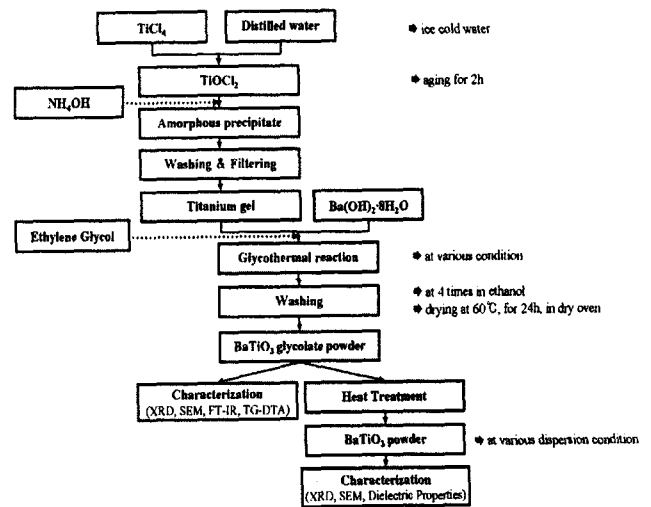 TiCl₄
Distilled water
➡ ice cold water
TiOCl₂
➡ aging for 2h
NH₄OH
Amorphous precipitate
Washing & Filtering
Titanium gel
Ba(OH)₂·8H₂O
Ethylene Glycol
Glycothermal reaction
➡ at various condition
Washing
➡ at 4 times in ethanol
➡ drying at 60℃, for 24h, in dry oven
BaTiO₃ glycolate powder
Characterization
(XRD, SEM, FT-IR, TG-DTA)
Heat Treatment
BaTiO₃ powder
➡ at various dispersion condition
Characterization
(XRD, SEM, Dielectric Properties)